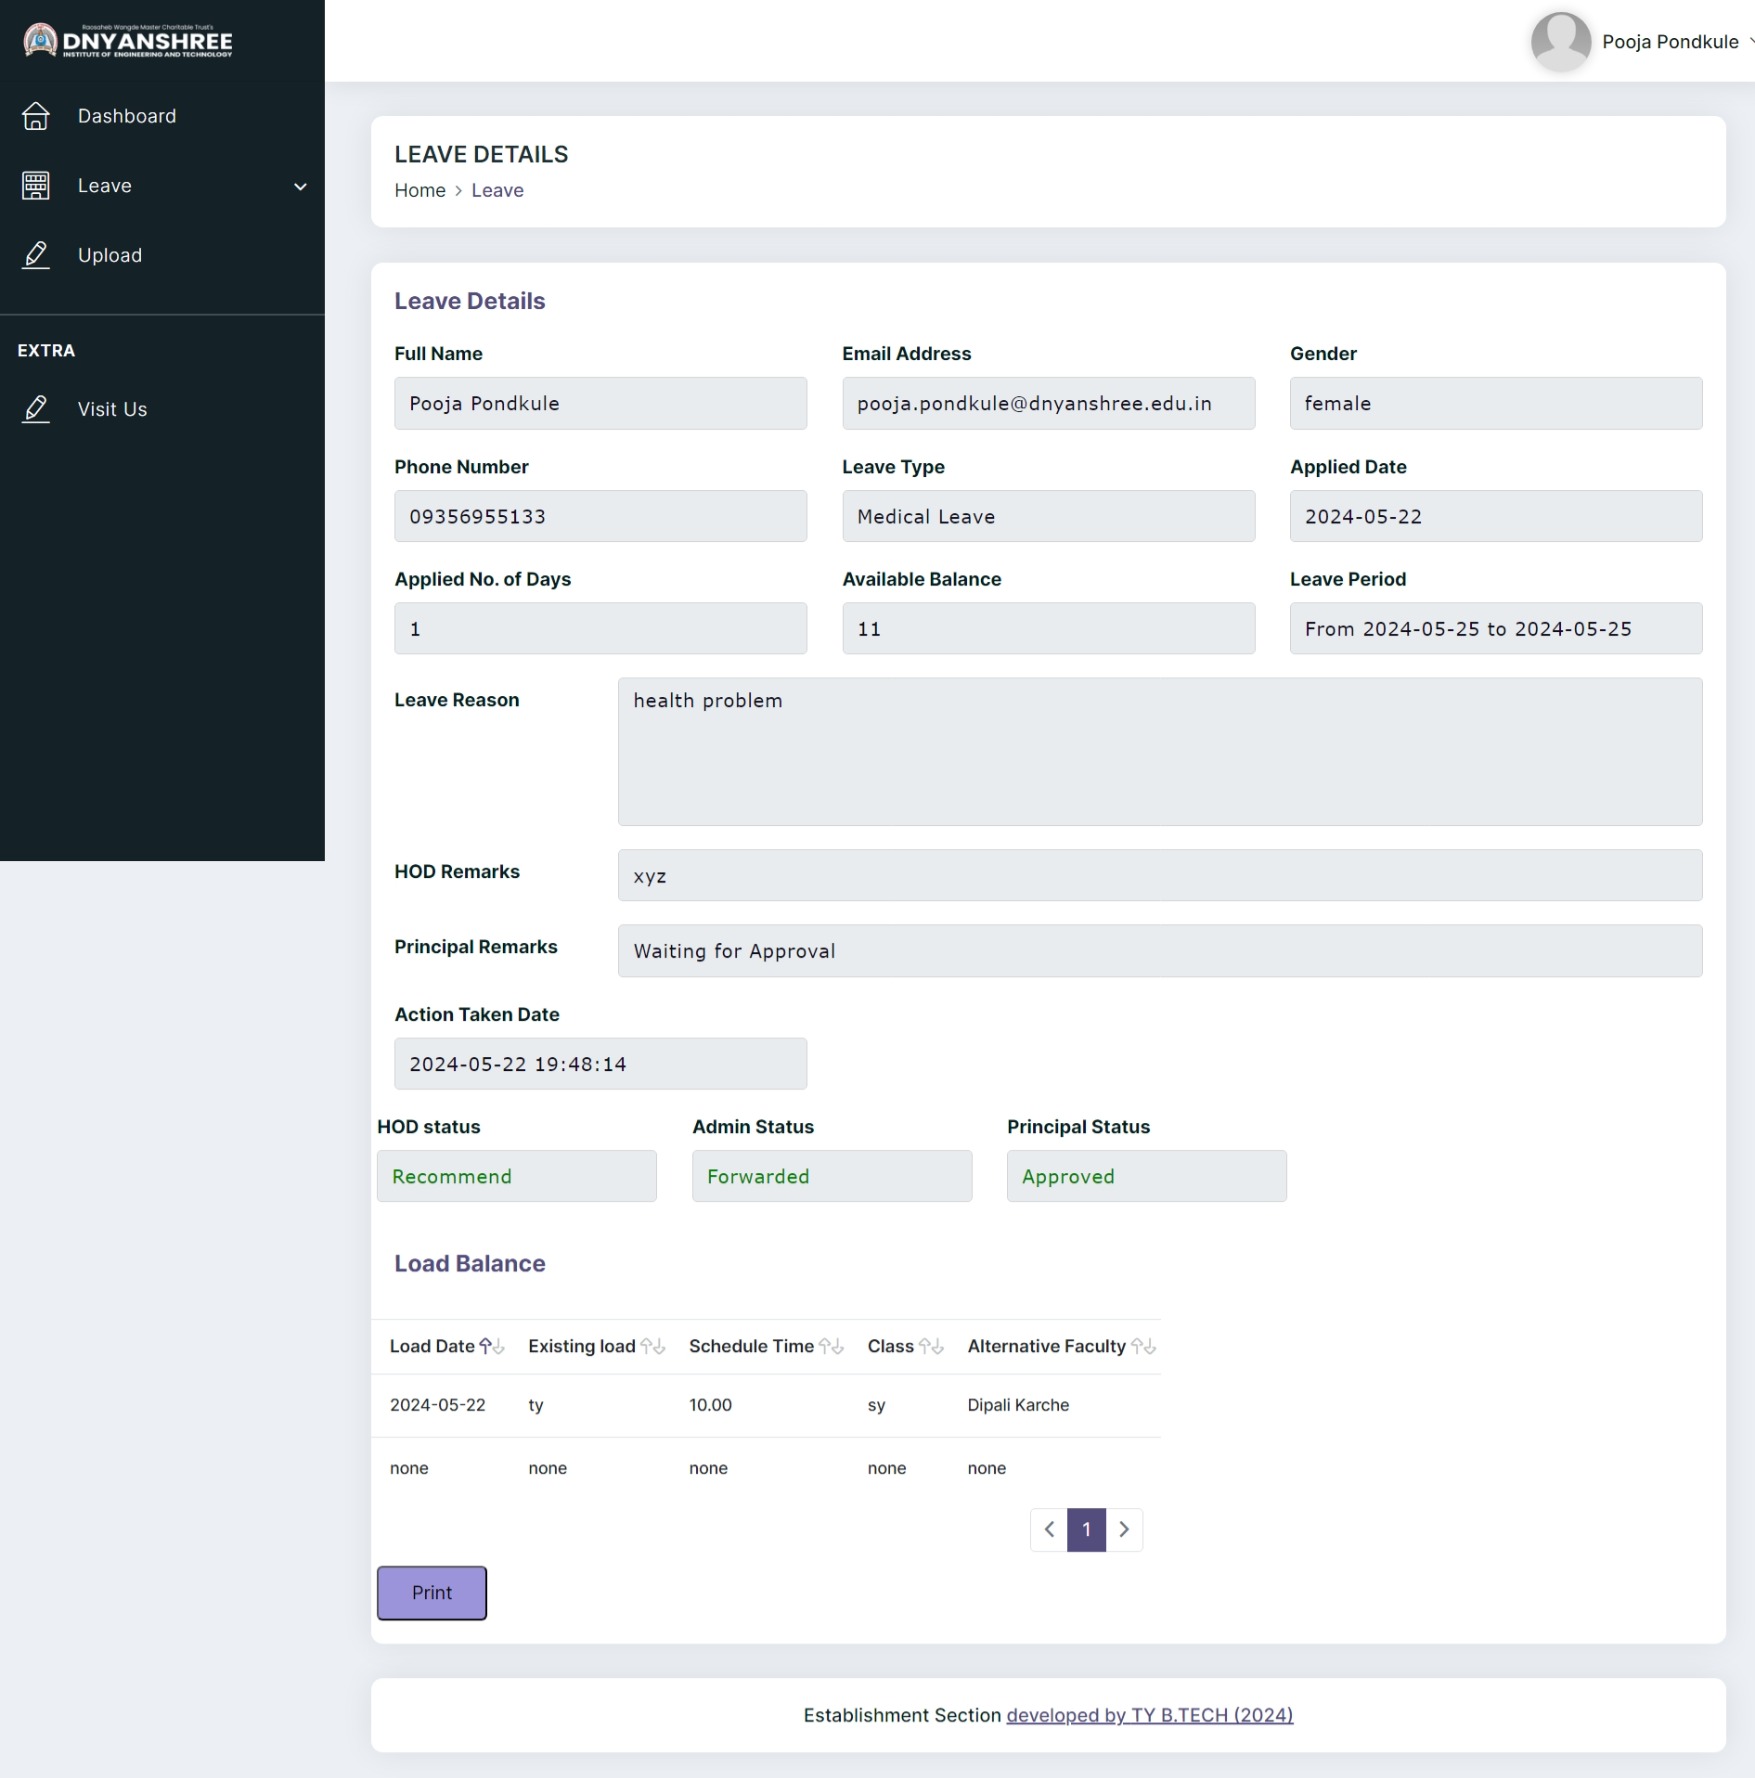 Raosaheb Wangde Master Charitable Trust's
DNYANSHREE
INSTITUTE OF ENGINEERING AND TECHNOLOGY
Pooja Pondkule
Dashboard
Leave
Upload
EXTRA
Visit Us
LEAVE DETAILS
Home > Leave
Leave Details
Full Name Email Address Gender
Pooja Pondkule pooja.pondkule@dnyanshree.edu.in female
Phone Number Leave Type Applied Date
09356955133 Medical Leave 2024-05-22
Applied No. of Days Available Balance Leave Period
1 11 From 2024-05-25 to 2024-05-25
Leave Reason health problem
HOD Remarks xyz
Principal Remarks Waiting for Approval
Action Taken Date
2024-05-22 19:48:14
HOD status Admin Status Principal Status
Recommend Forwarded Approved
Load Balance
Load Date Existing load Schedule Time Class Alternative Faculty
2024-05-22 ty 10.00 sy Dipali Karche
none none none none none
1
Print
Establishment Section developed by TY B.TECH (2024)